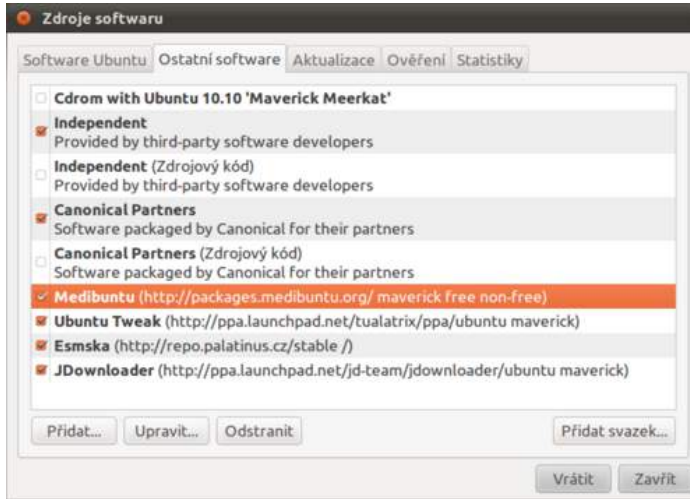 Zdroje softwaru
Software Ubuntu Ostatní software Aktualizace Ověření Statistiky
Cdrom with Ubuntu 10.10 'Maverick Meerkat'
Independent
Provided by third-party software developers
Independent (Zdrojový kód)
Provided by third-party software developers
Canonical Partners
Software packaged by Canonical for their partners
Canonical Partners (Zdrojový kód)
Software packaged by Canonical for their partners
Medibuntu (http://packages.medibuntu.org/ maverick free non-free)
Ubuntu Tweak (http://ppa.launchpad.net/tualatrix/ppa/ubuntu maverick)
Esmska (http://repo.palatinus.cz/stable /)
JDownloader (http://ppa.launchpad.net/jd-team/jdownloader/ubuntu maverick)
Přidat... Upravit... Odstranit Přidat svazek...
Vrátit Zavřít